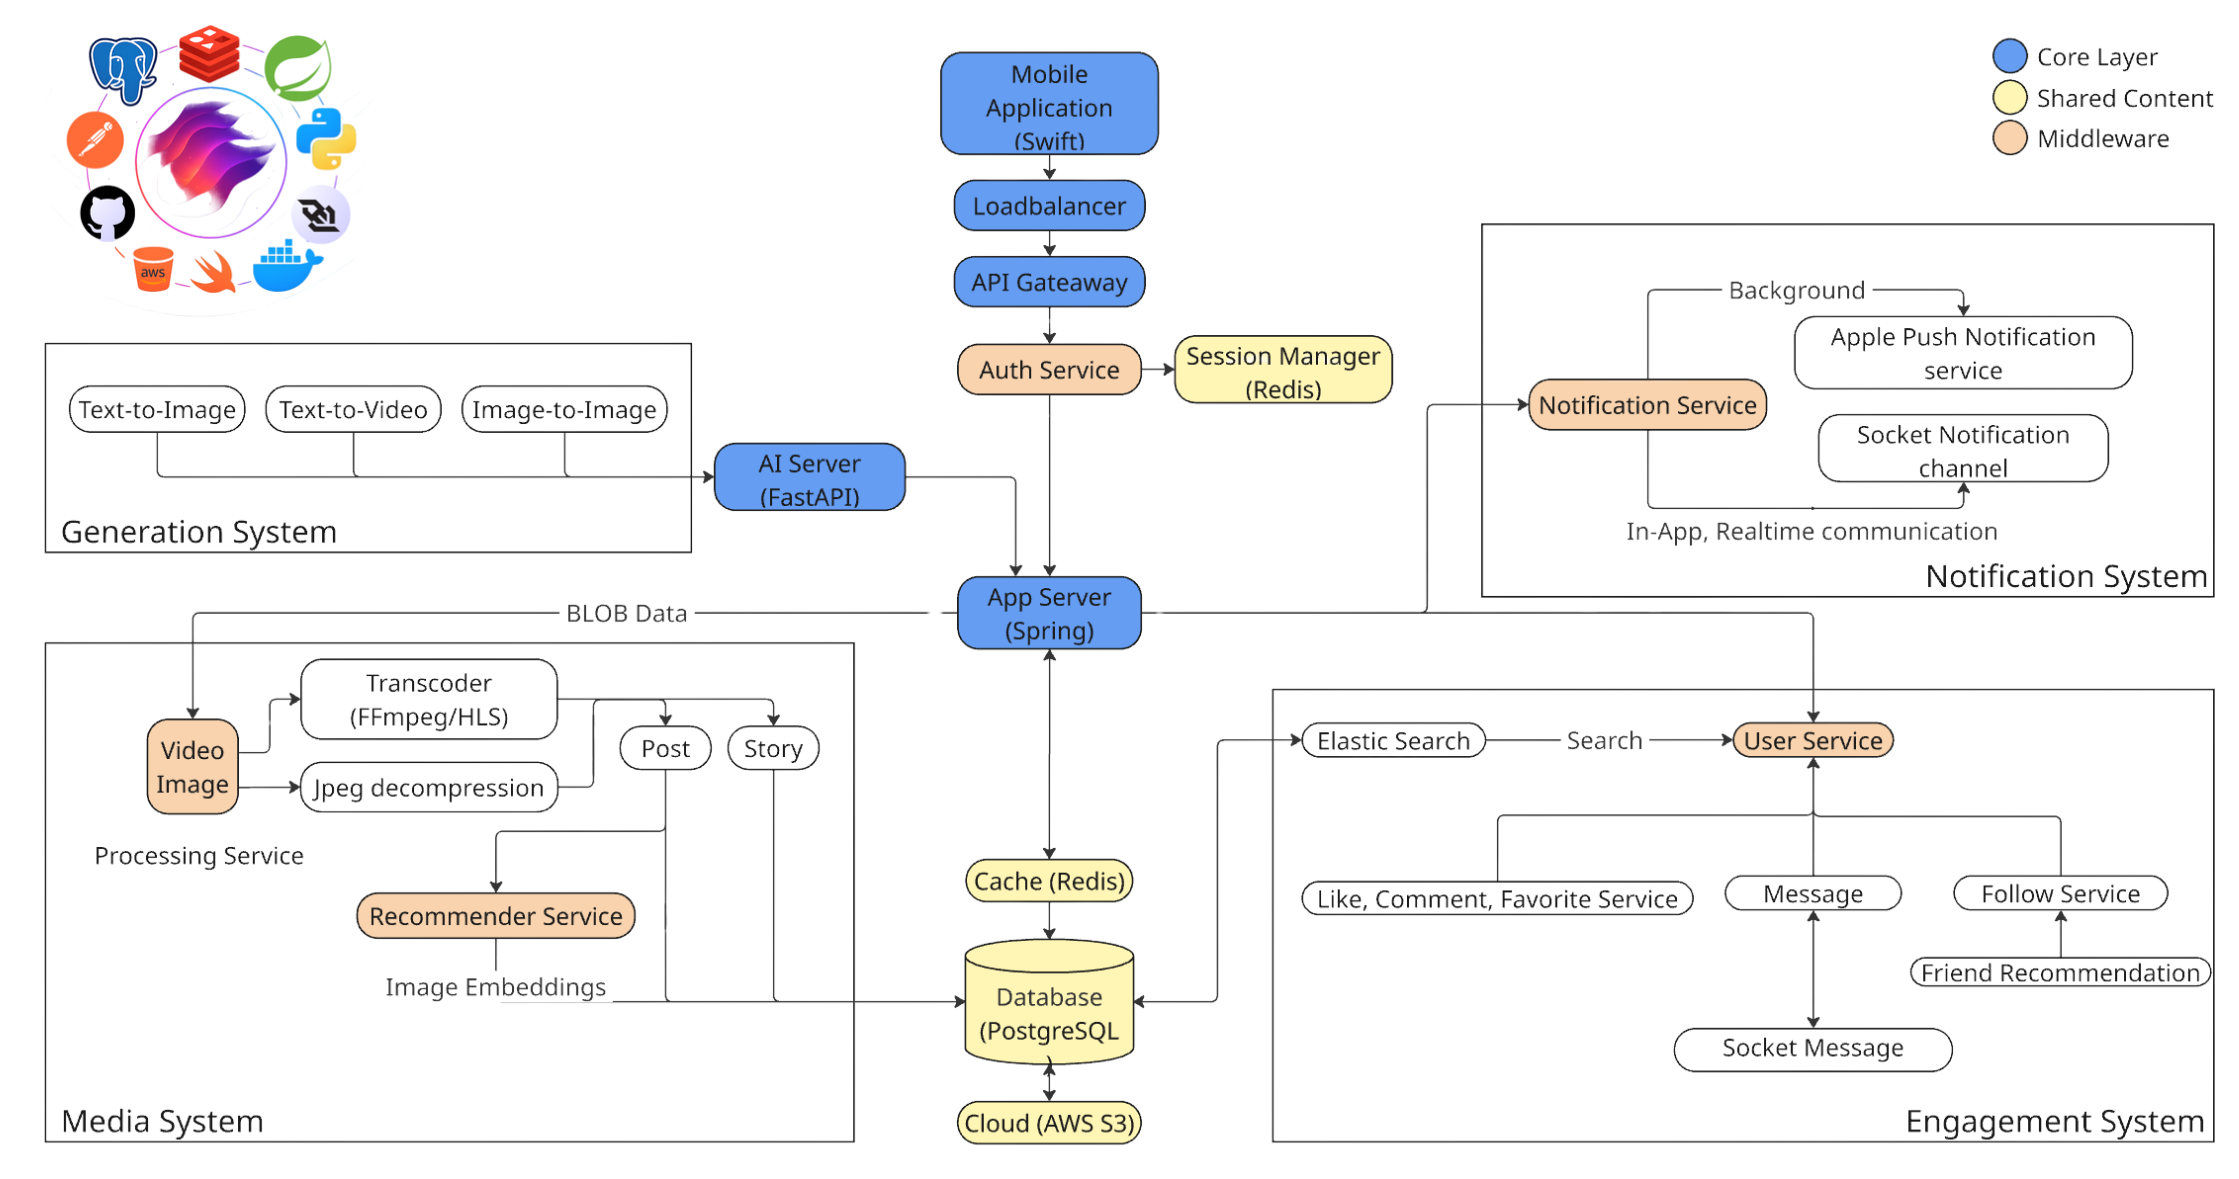 aws
Mobile
Application
(Swift)
Loadbalancer
API Gateaway
Auth Service
Session Manager
(Redis)
Core Layer
Shared Content
Middleware
Text-to-Image
Text-to-Video
Image-to-Image
AI Server
(FastAPI)
Generation System
Background
Apple Push Notification
service
Notification Service
Socket Notification
channel
In-App, Realtime communication
Notification System
App Server
(Spring)
BLOB Data
Transcoder
(FFmpeg/HLS)
Video
Image
Jpeg decompression
Post
Story
Processing Service
Recommender Service
Image Embeddings
Media System
Cache (Redis)
Database
(PostgreSQL
)
Cloud (AWS S3)
Elastic Search
Search
User Service
Like, Comment, Favorite Service
Message
Follow Service
Friend Recommendation
Socket Message
Engagement System